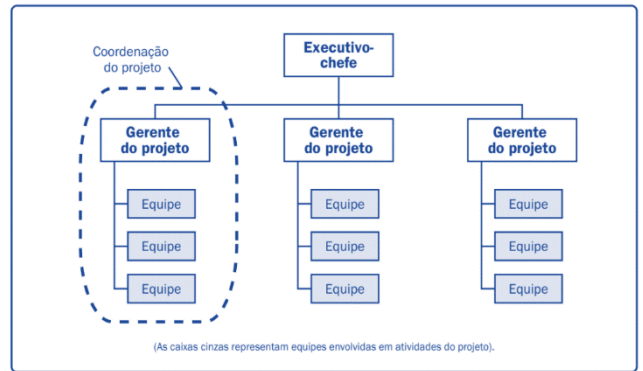 Coordenação
do projeto
Executivo-
chefe
Gerente
do projeto
Gerente
do projeto
Gerente
do projeto
Equipe
Equipe
Equipe
Equipe
Equipe
Equipe
Equipe
Equipe
Equipe
(As caixas cinzas representam equipes envolvidas em atividades do projeto).